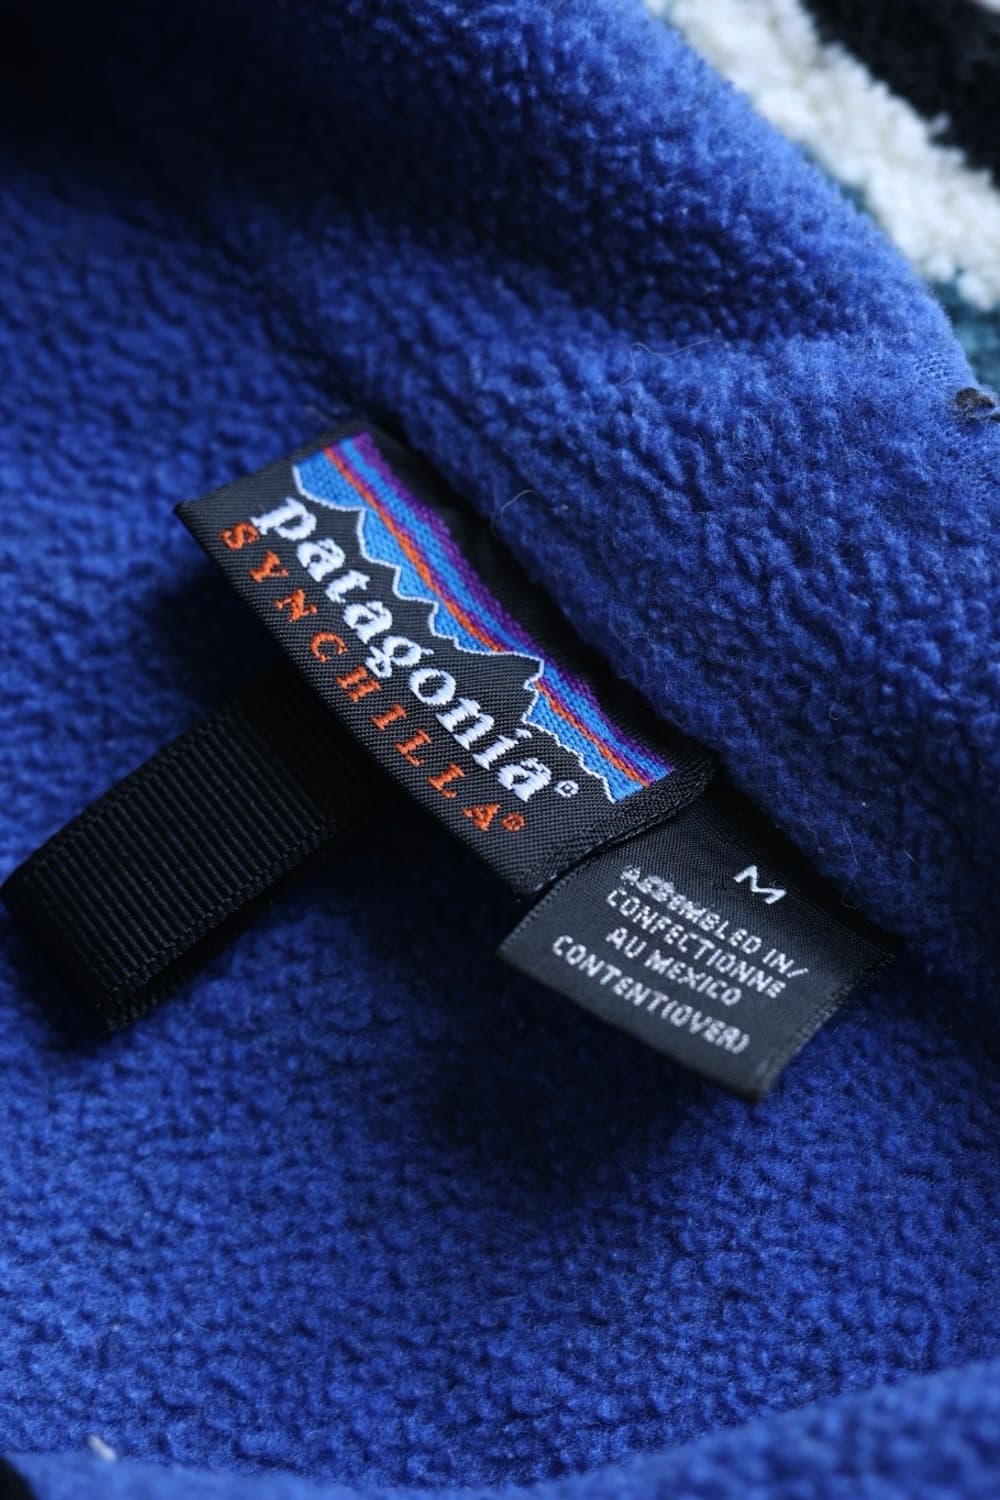 patagonia®
SYNCHILLA®
M
ASSEMBLED IN/
CONFECTIONNE
AU MEXICO
CONTENT(OVER)